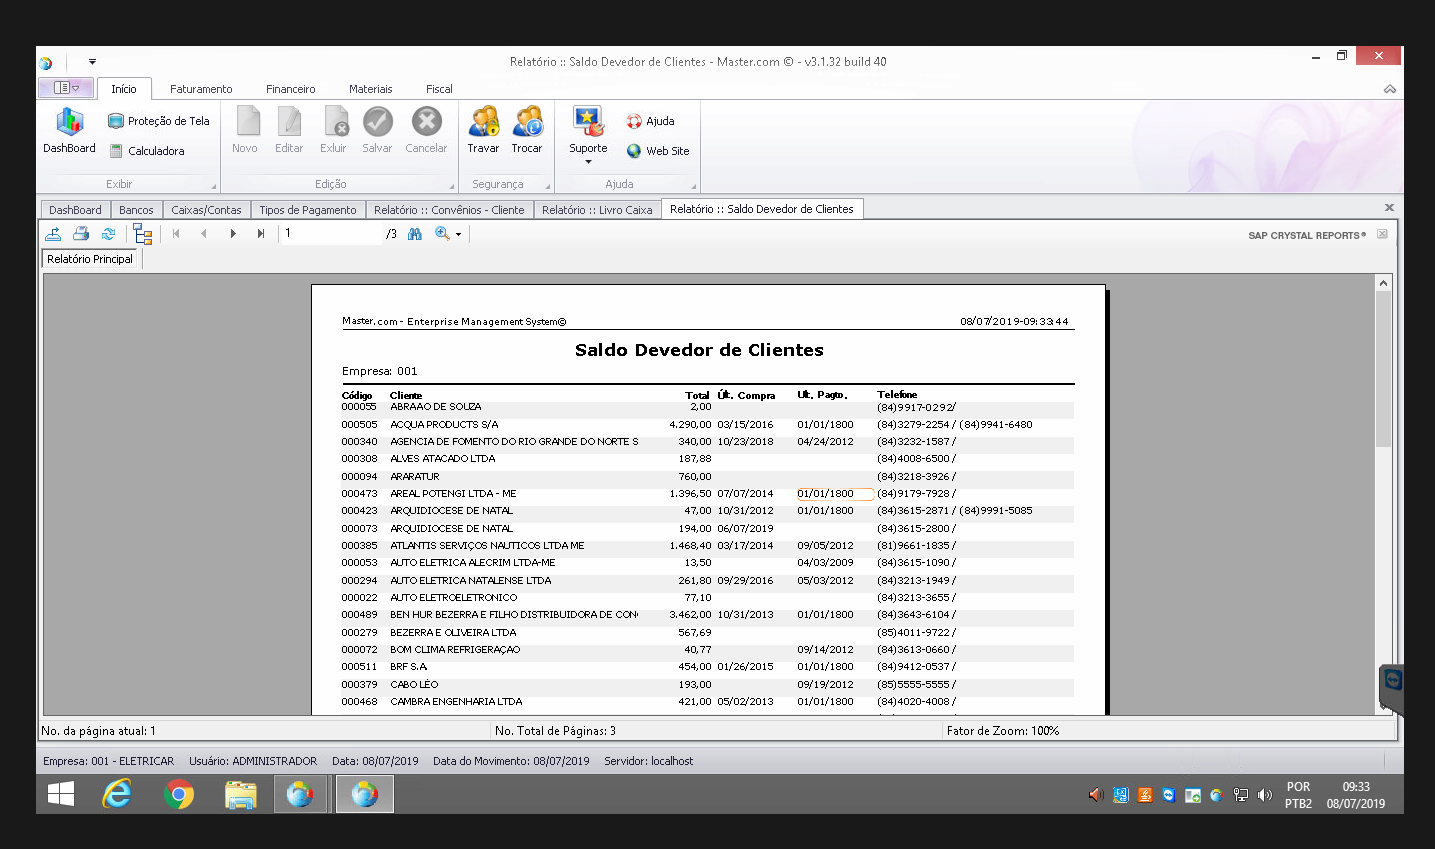 Relatório :: Saldo Devedor de Clientes - Master.com © - v3.1.32 build 40
Início Faturamento Financeiro Materiais Fiscal
DashBoard Proteção de Tela Calculadora Novo Editar Exluir Salvar Cancelar Travar Trocar Suporte Ajuda Web Site
Exibir Edição Segurança Ajuda
DashBoard Bancos Caixas/Contas Tipos de Pagamento Relatório :: Convênios - Cliente Relatório :: Livro Caixa Relatório :: Saldo Devedor de Clientes
1 /3 SAP CRYSTAL REPORTS®
Relatório Principal
Master.com - Enterprise Management System© 08/07/2019-09:33:44
Saldo Devedor de Clientes
Empresa: 001
Código Cliente Total Últ. Compra Ult. Pagto. Telefone
000055 ABRAAO DE SOUZA 2,00 (84)9917-0292/
000505 ACQUA PRODUCTS S/A 4.290,00 03/15/2016 01/01/1800 (84)3279-2254 / (84)9941-6480
000340 AGENCIA DE FOMENTO DO RIO GRANDE DO NORTE S 340,00 10/23/2018 04/24/2012 (84)3232-1587 /
000308 ALVES ATACADO LTDA 187,88 (84)4008-6500 /
000094 ARARATUR 760,00 (84)3218-3926 /
000473 AREAL POTENGI LTDA - ME 1.396,50 07/07/2014 01/01/1800 (84)9179-7928 /
000423 ARQUIDIOCESE DE NATAL 47,00 10/31/2012 01/01/1800 (84)3615-2871 / (84)9991-5085
000073 ARQUIDIOCESE DE NATAL 194,00 06/07/2019 (84)3615-2800 /
000385 ATLANTIS SERVIÇOS NAUTICOS LTDA ME 1.468,40 03/17/2014 09/05/2012 (81)9661-1835 /
000053 AUTO ELETRICA ALECRIM LTDA-ME 13,50 04/03/2009 (84)3615-1090 /
000294 AUTO ELETRICA NATALENSE LTDA 261,80 09/29/2016 05/03/2012 (84)3213-1949 /
000022 AUTO ELETROELETRONICO 77,10 (84)3213-3655 /
000489 BEN HUR BEZERRA E FILHO DISTRIBUIDORA DE CON 3.462,00 10/31/2013 01/01/1800 (84)3643-6104 /
000279 BEZERRA E OLIVEIRA LTDA 567,69 (85)4011-9722 /
000072 BOM CLIMA REFRIGERAÇAO 40,77 09/14/2012 (84)3613-0660 /
000511 BRF S.A. 454,00 01/26/2015 01/01/1800 (84)9412-0537 /
000379 CABO LÉO 193,00 09/19/2012 (85)5555-5555 /
000468 CAMBRA ENGENHARIA LTDA 421,00 05/02/2013 01/01/1800 (84)4020-4008 /
No. da página atual: 1 No. Total de Páginas: 3 Fator de Zoom: 100%
Empresa: 001 - ELETRICAR Usuário: ADMINISTRADOR Data: 08/07/2019 Data do Movimento: 08/07/2019 Servidor: localhost
POR 09:33
PTB2 08/07/2019